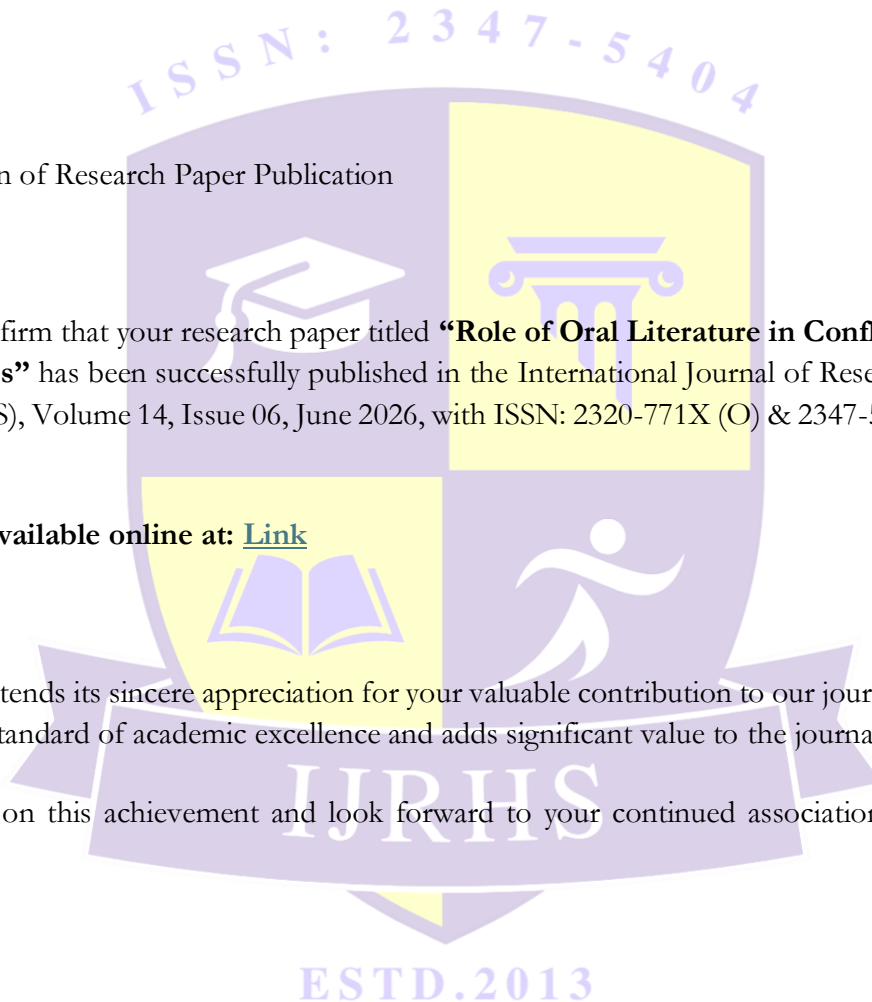 ISSN: 2347-5404
n of Research Paper Publication
firm that your research paper titled “Role of Oral Literature in Confl
s” has been successfully published in the International Journal of Rese
S), Volume 14, Issue 06, June 2026, with ISSN: 2320-771X (O) & 2347-5
vailable online at: Link
tends its sincere appreciation for your valuable contribution to our jour
tandard of academic excellence and adds significant value to the journa
IJRHS
on this achievement and look forward to your continued association
ESTD.2013